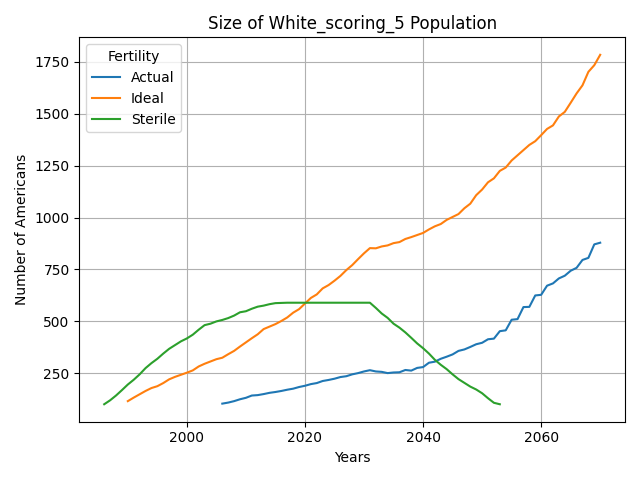 Size of White_scoring_5 Population
Fertility
Actual
Ideal
Sterile
Number of Americans
1750
1500
1250
1000
750
500
250
2000
2020
2040
2060
Years